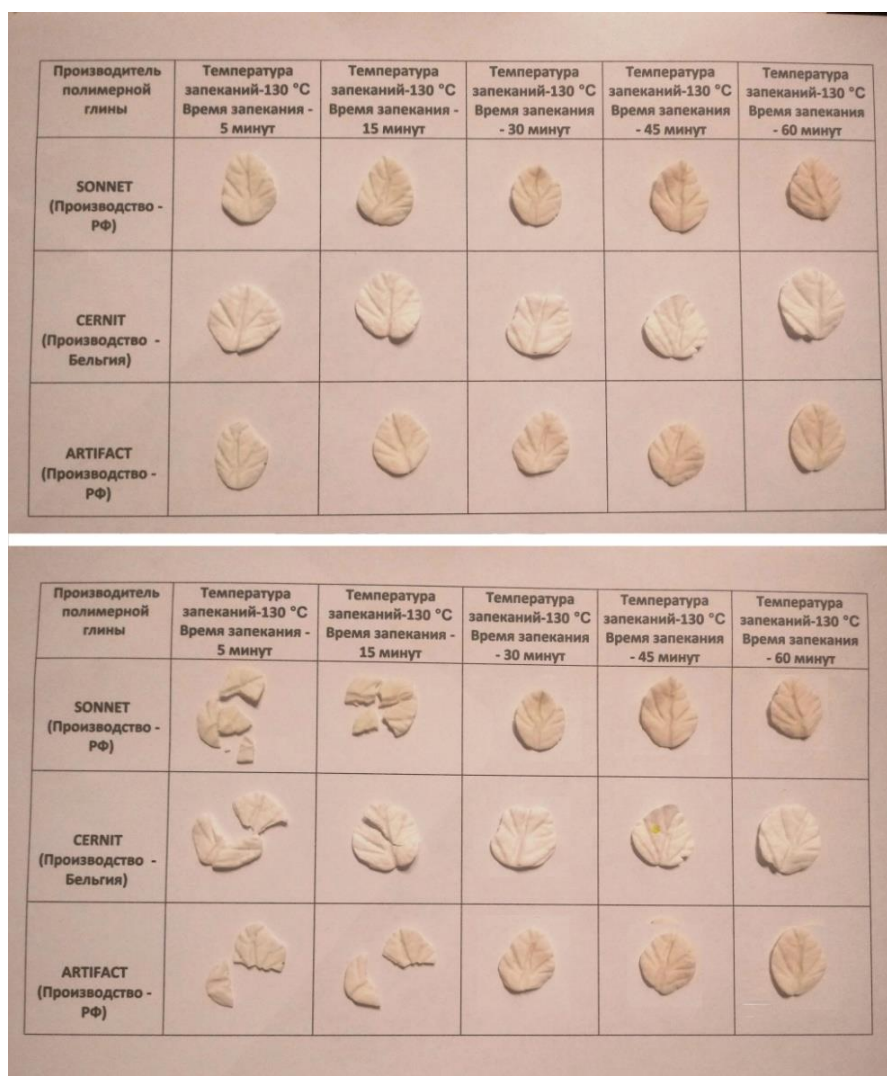 Производитель
полимерной
глины
Температура
запеканий-130 °C
Время запекания -
5 минут
Температура
запеканий-130 °C
Время запекания -
15 минут
Температура
запеканий-130 °C
Время запекания
- 30 минут
Температура
запеканий-130 °C
Время запекания
- 45 минут
Температура
запеканий-130 °C
Время запекания
- 60 минут
SONNET
(Производство -
РФ)
CERNIT
(Производство -
Бельгия)
ARTIFACT
(Производство -
РФ)
Производитель
полимерной
глины
Температура
запеканий-130 °C
Время запекания -
5 минут
Температура
запеканий-130 °C
Время запекания -
15 минут
Температура
запеканий-130 °C
Время запекания
- 30 минут
Температура
запеканий-130 °C
Время запекания
- 45 минут
Температура
запеканий-130 °C
Время запекания
- 60 минут
SONNET
(Производство -
РФ)
CERNIT
(Производство -
Бельгия)
ARTIFACT
(Производство -
РФ)